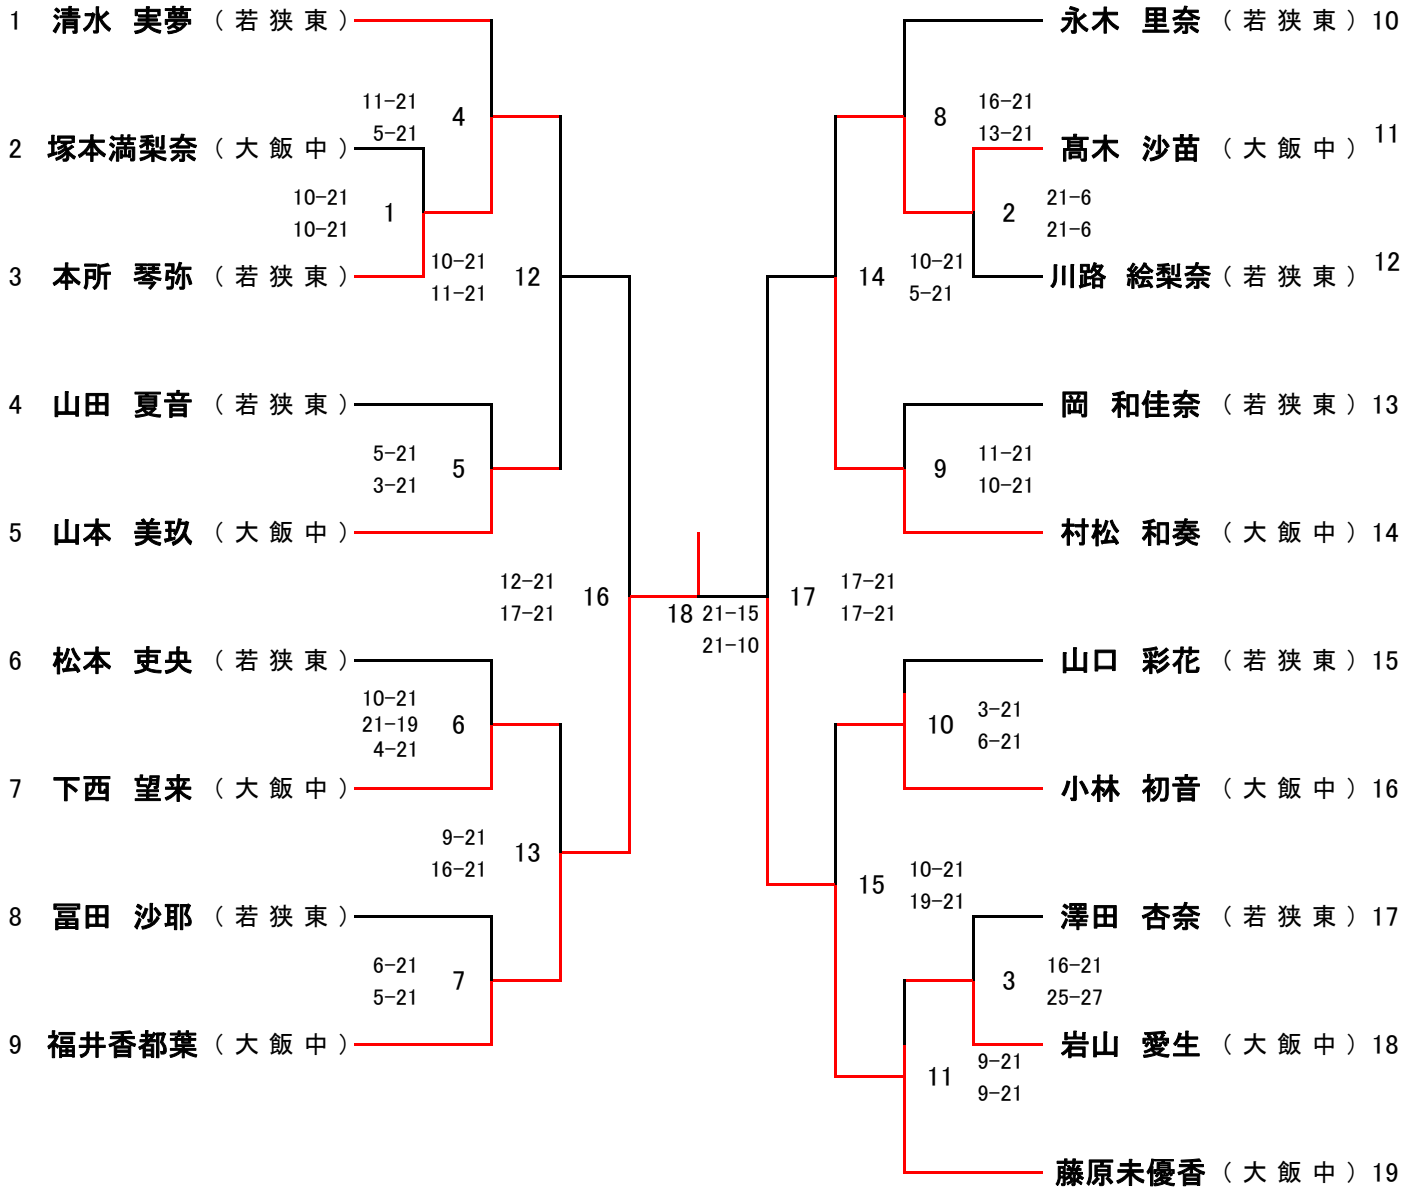 1 清水 実夢 （若狭東）
11-21
4
5-21
2 塚本満梨奈 （大飯中）
10-21
1
10-21
3 本所 琴弥 （若狭東）
10-21
12
11-21
4 山田 夏音 （若狭東）
5-21
5
3-21
5 山本 美玖 （大飯中）
12-21
16
17-21
6 松本 吏央 （若狭東）
10-21
21-19
6
4-21
7 下西 望来 （大飯中）
9-21
13
16-21
8 冨田 沙耶 （若狭東）
6-21
7
5-21
9 福井香都葉 （大飯中）
18
21-15
21-10
永木 里奈 （若狭東） 10
8
16-21
13-21
髙木 沙苗 （大飯中） 11
2
21-6
21-6
川路 絵梨奈 （若狭東） 12
14
10-21
5-21
岡 和佳奈 （若狭東） 13
9
11-21
10-21
村松 和奏 （大飯中） 14
17
17-21
17-21
山口 彩花 （若狭東） 15
10
3-21
6-21
小林 初音 （大飯中） 16
15
10-21
19-21
澤田 杏奈 （若狭東） 17
3
16-21
25-27
岩山 愛生 （大飯中） 18
11
9-21
9-21
藤原未優香 （大飯中） 19